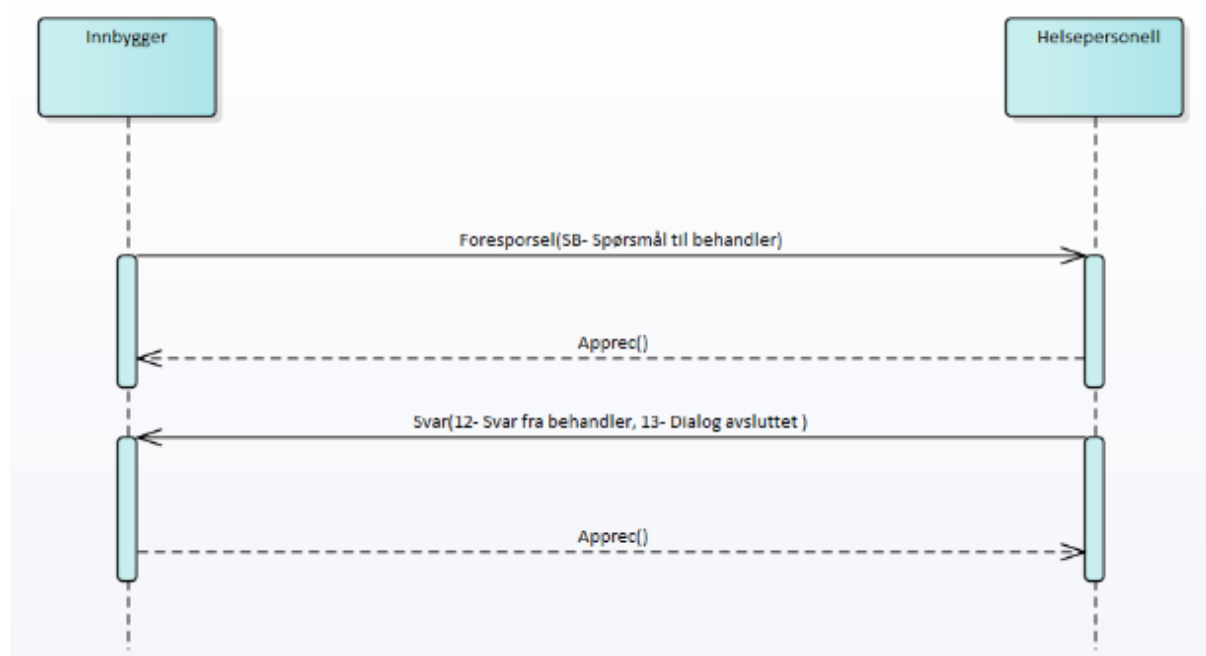 Innbygger
Helsepersonell
Foresporsel(SB- Spørsmål til behandler)
Apprec()
Svar(12- Svar fra behandler, 13- Dialog avsluttet )
Apprec()